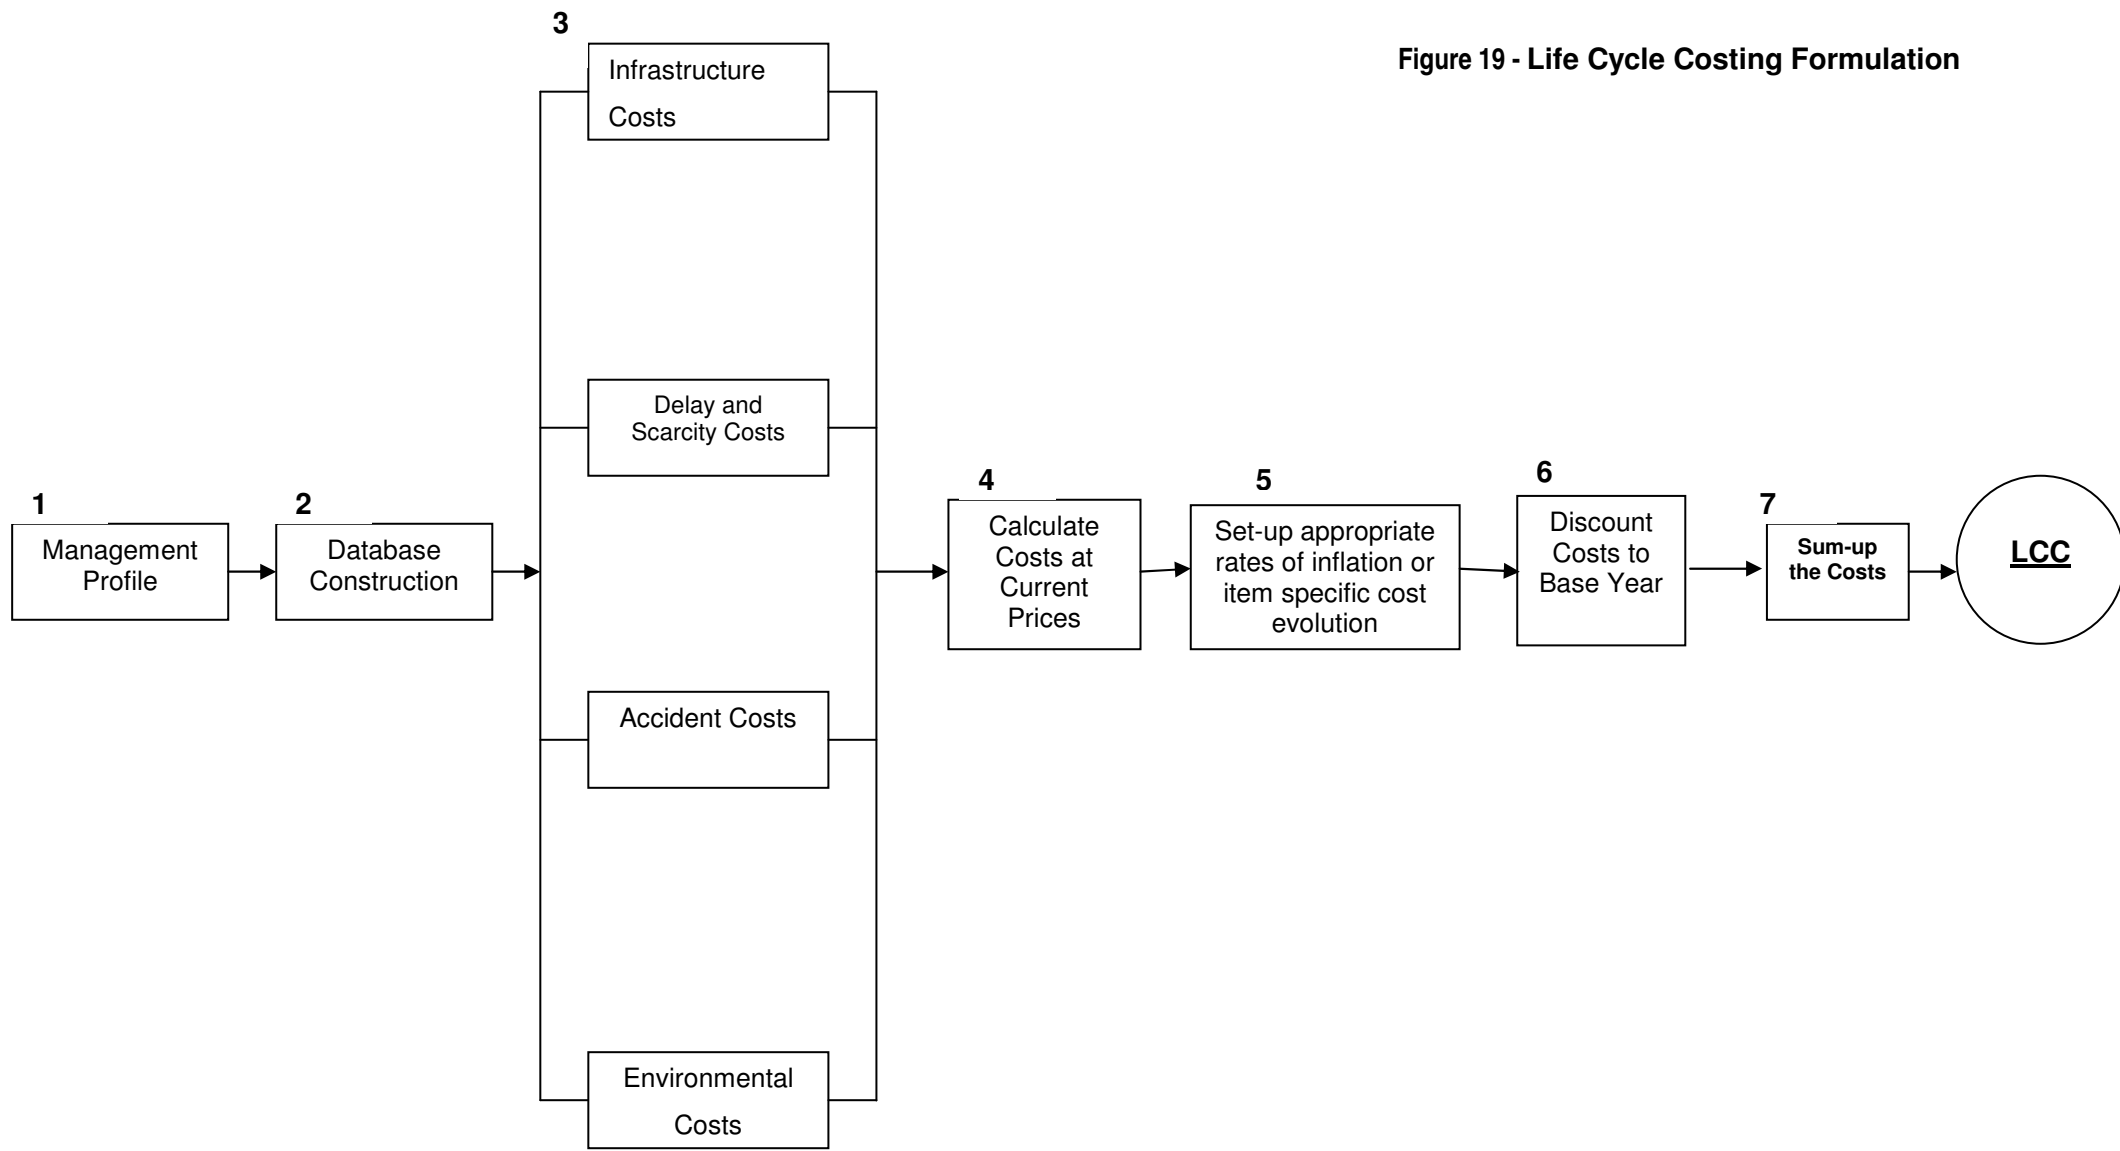 Figure 19 - Life Cycle Costing Formulation
1
Management
Profile
2
Database
Construction
3
Infrastructure
Costs
Delay and
Scarcity Costs
Accident Costs
Environmental
Costs
4
Calculate
Costs at
Current
Prices
5
Set-up appropriate
rates of inflation or
item specific cost
evolution
6
Discount
Costs to
Base Year
7
Sum-up
the Costs
LCC